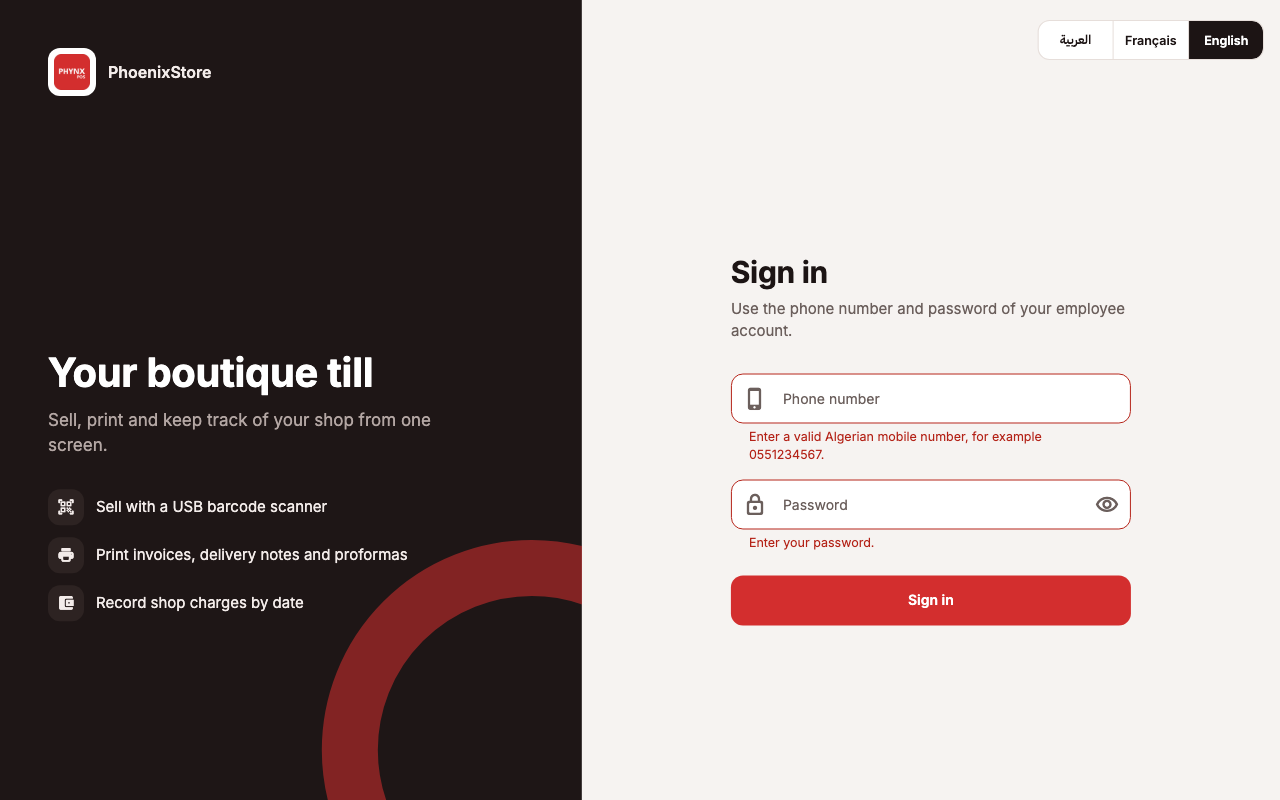 PHYNX
POS
PhoenixStore
العربية
Français
English
Your boutique till
Sell, print and keep track of your shop from one
screen.
Sell with a USB barcode scanner
Print invoices, delivery notes and proformas
Record shop charges by date
Sign in
Use the phone number and password of your employee
account.
Phone number
Enter a valid Algerian mobile number, for example
0551234567.
Password
Enter your password.
Sign in